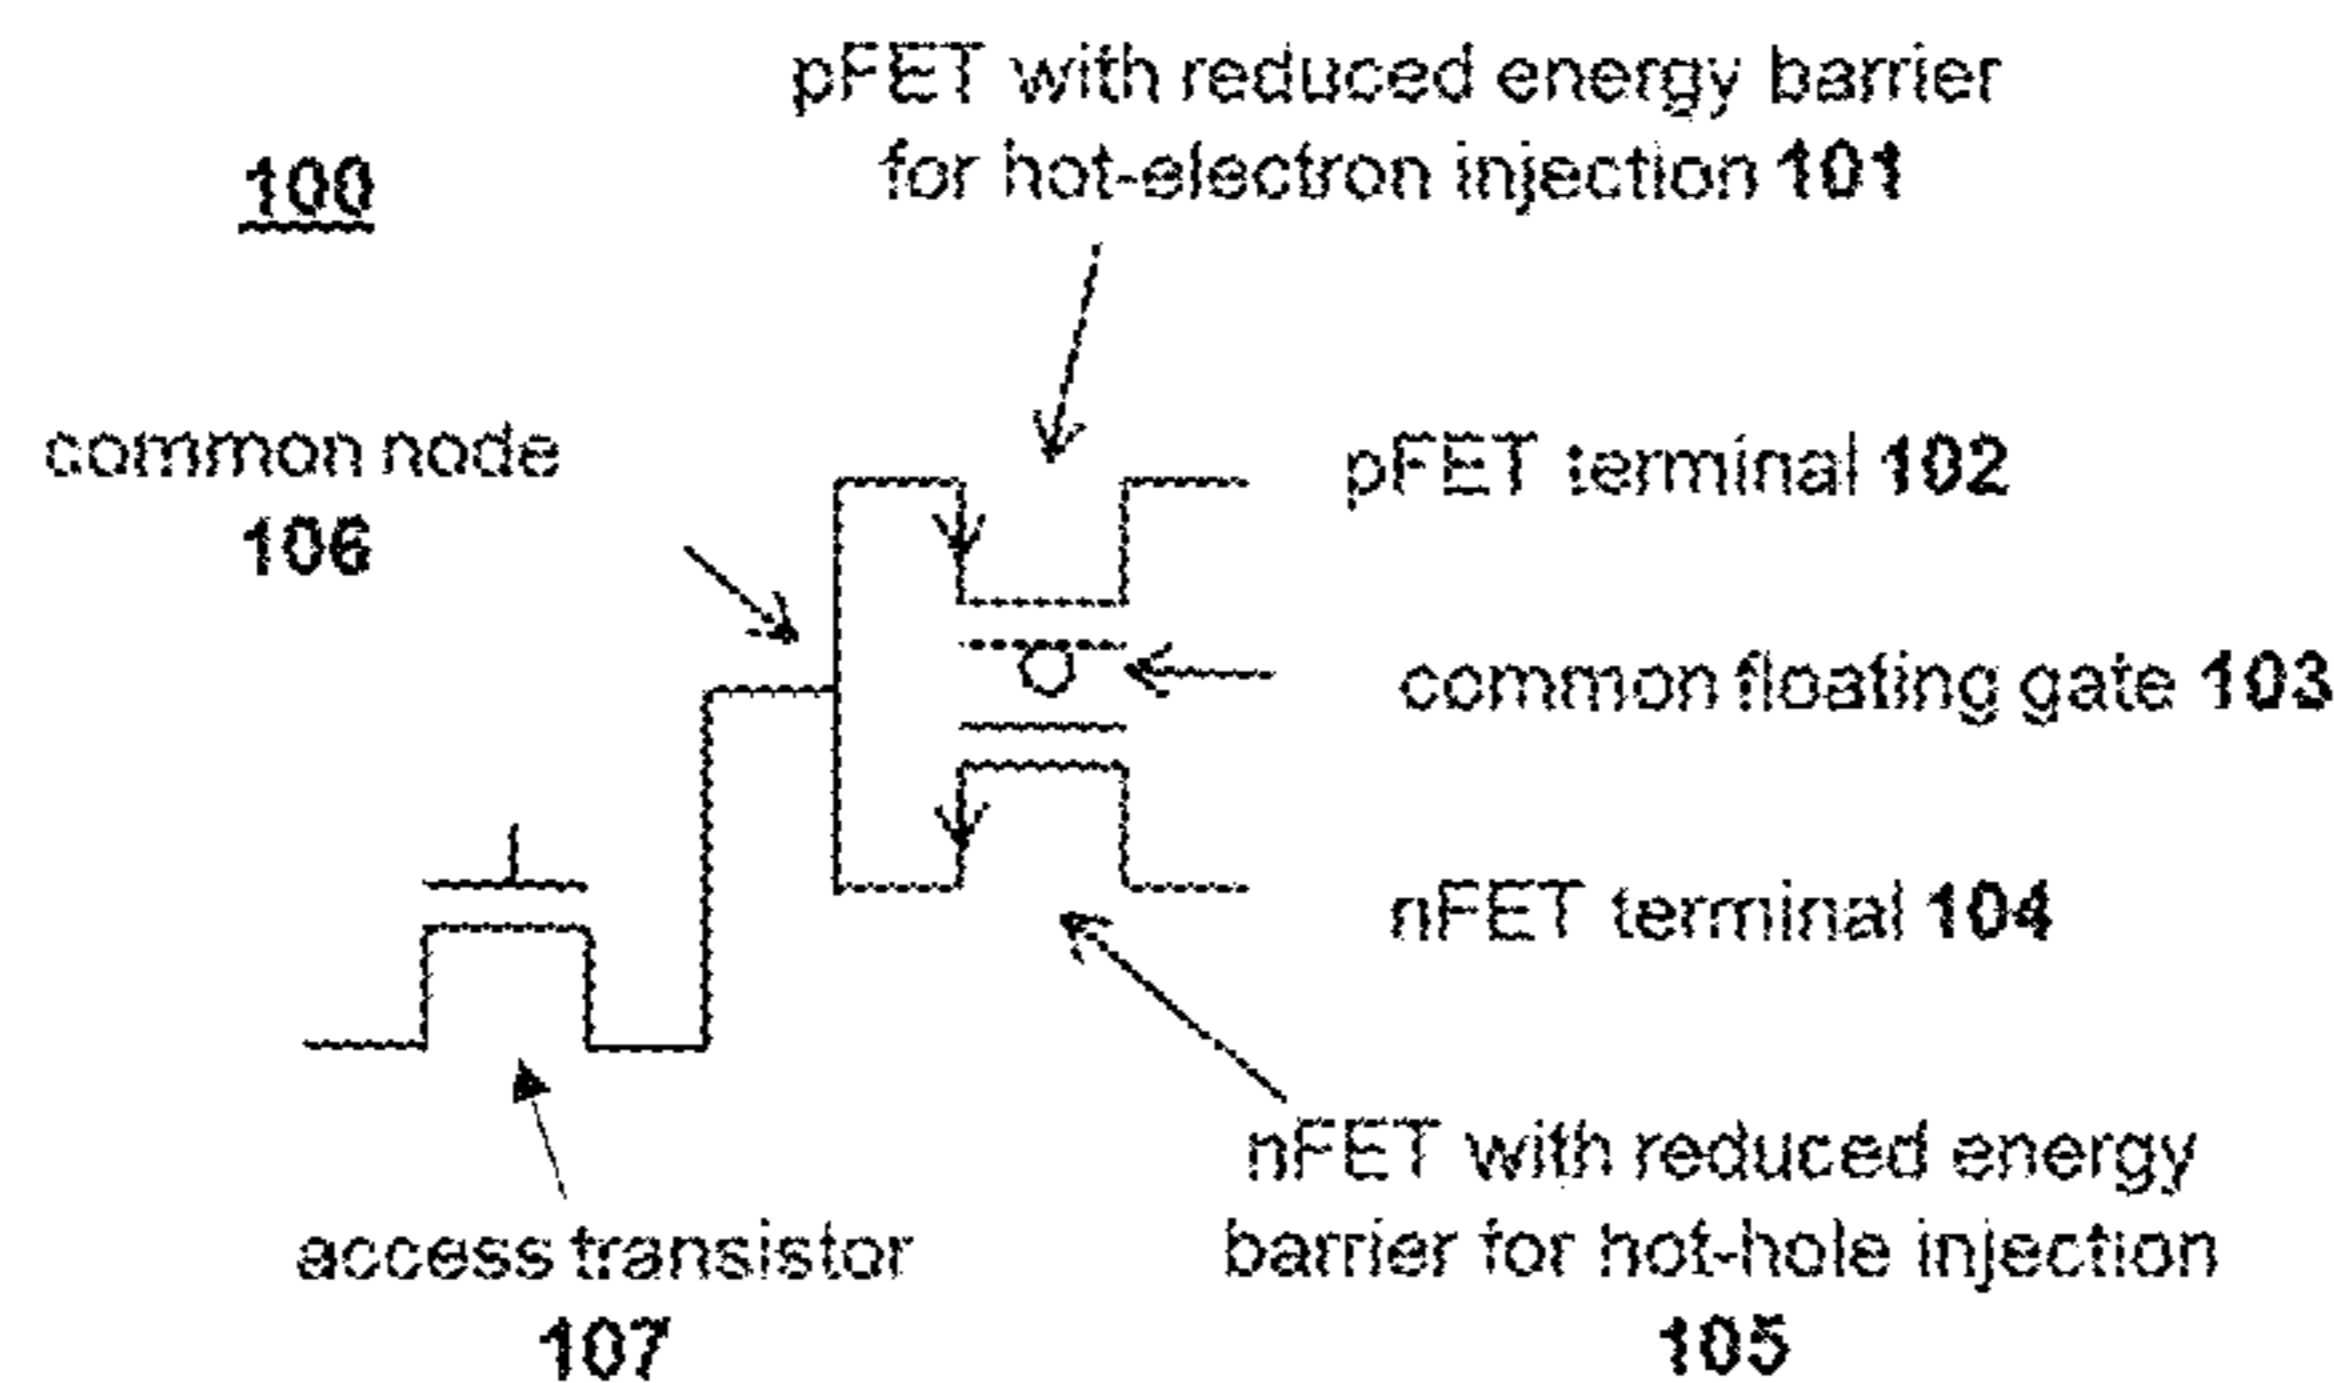 pFET with reduced energy barrier
for hot-electron injection 101
100
common node
106
pFET terminal 102
common floating gate 103
nFET terminal 104
nFET with reduced energy
barrier for hot-hole injection
105
access transistor
107